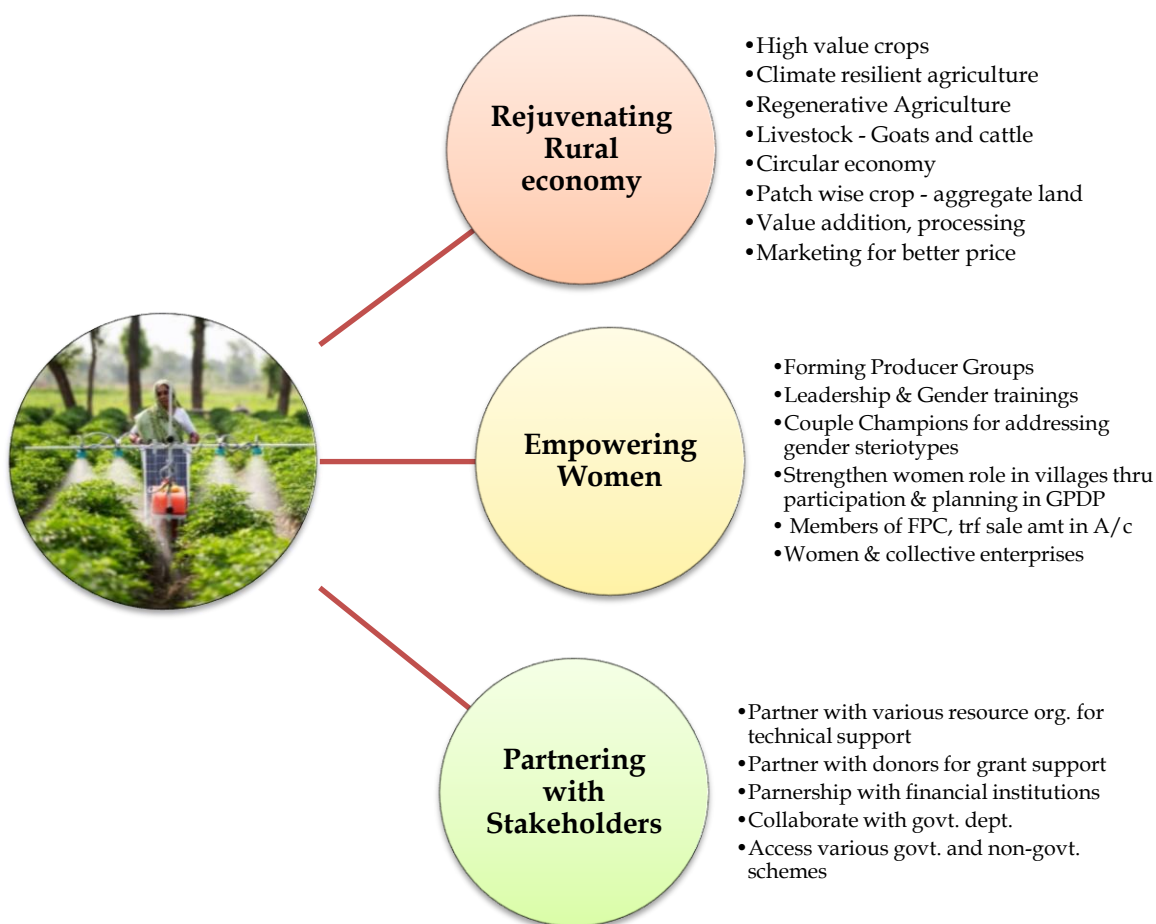 Rejuvenating
Rural
economy
•High value crops
•Climate resilient agriculture
•Regenerative Agriculture
•Livestock - Goats and cattle
•Circular economy
•Patch wise crop - aggregate land
•Value addition, processing
•Marketing for better price
Empowering
Women
•Forming Producer Groups
•Leadership & Gender trainings
•Couple Champions for addressing
gender steriotypes
•Strengthen women role in villages thru
participation & planning in GPDP
• Members of FPC, trf sale amt in A/c
•Women & collective enterprises
Partnering
with
Stakeholders
•Partner with various resource org. for
technical support
•Partner with donors for grant support
•Parnership with financial institutions
•Collaborate with govt. dept.
•Access various govt. and non-govt.
schemes